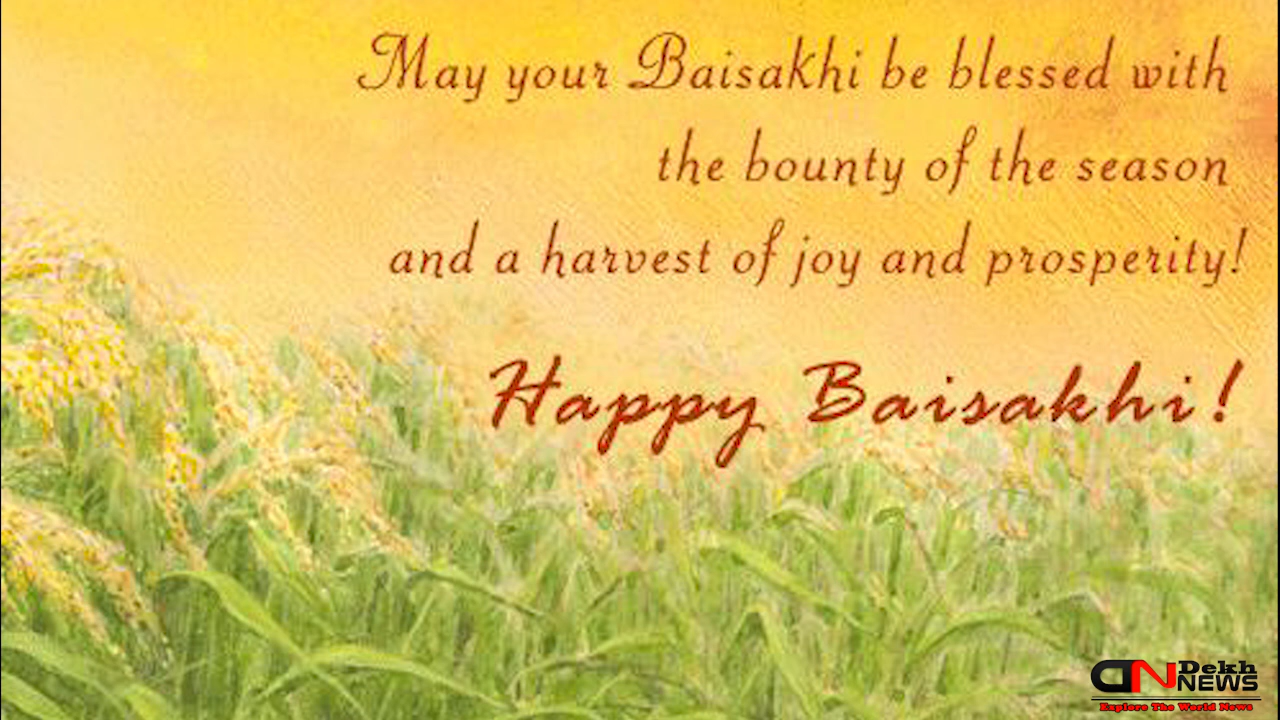 May your Baisakhi be blessed with
the bounty of the season
and a harvest of joy and prosperity!
Happy Baisakhi!
DN Dekh
NEWS
Explore The World News